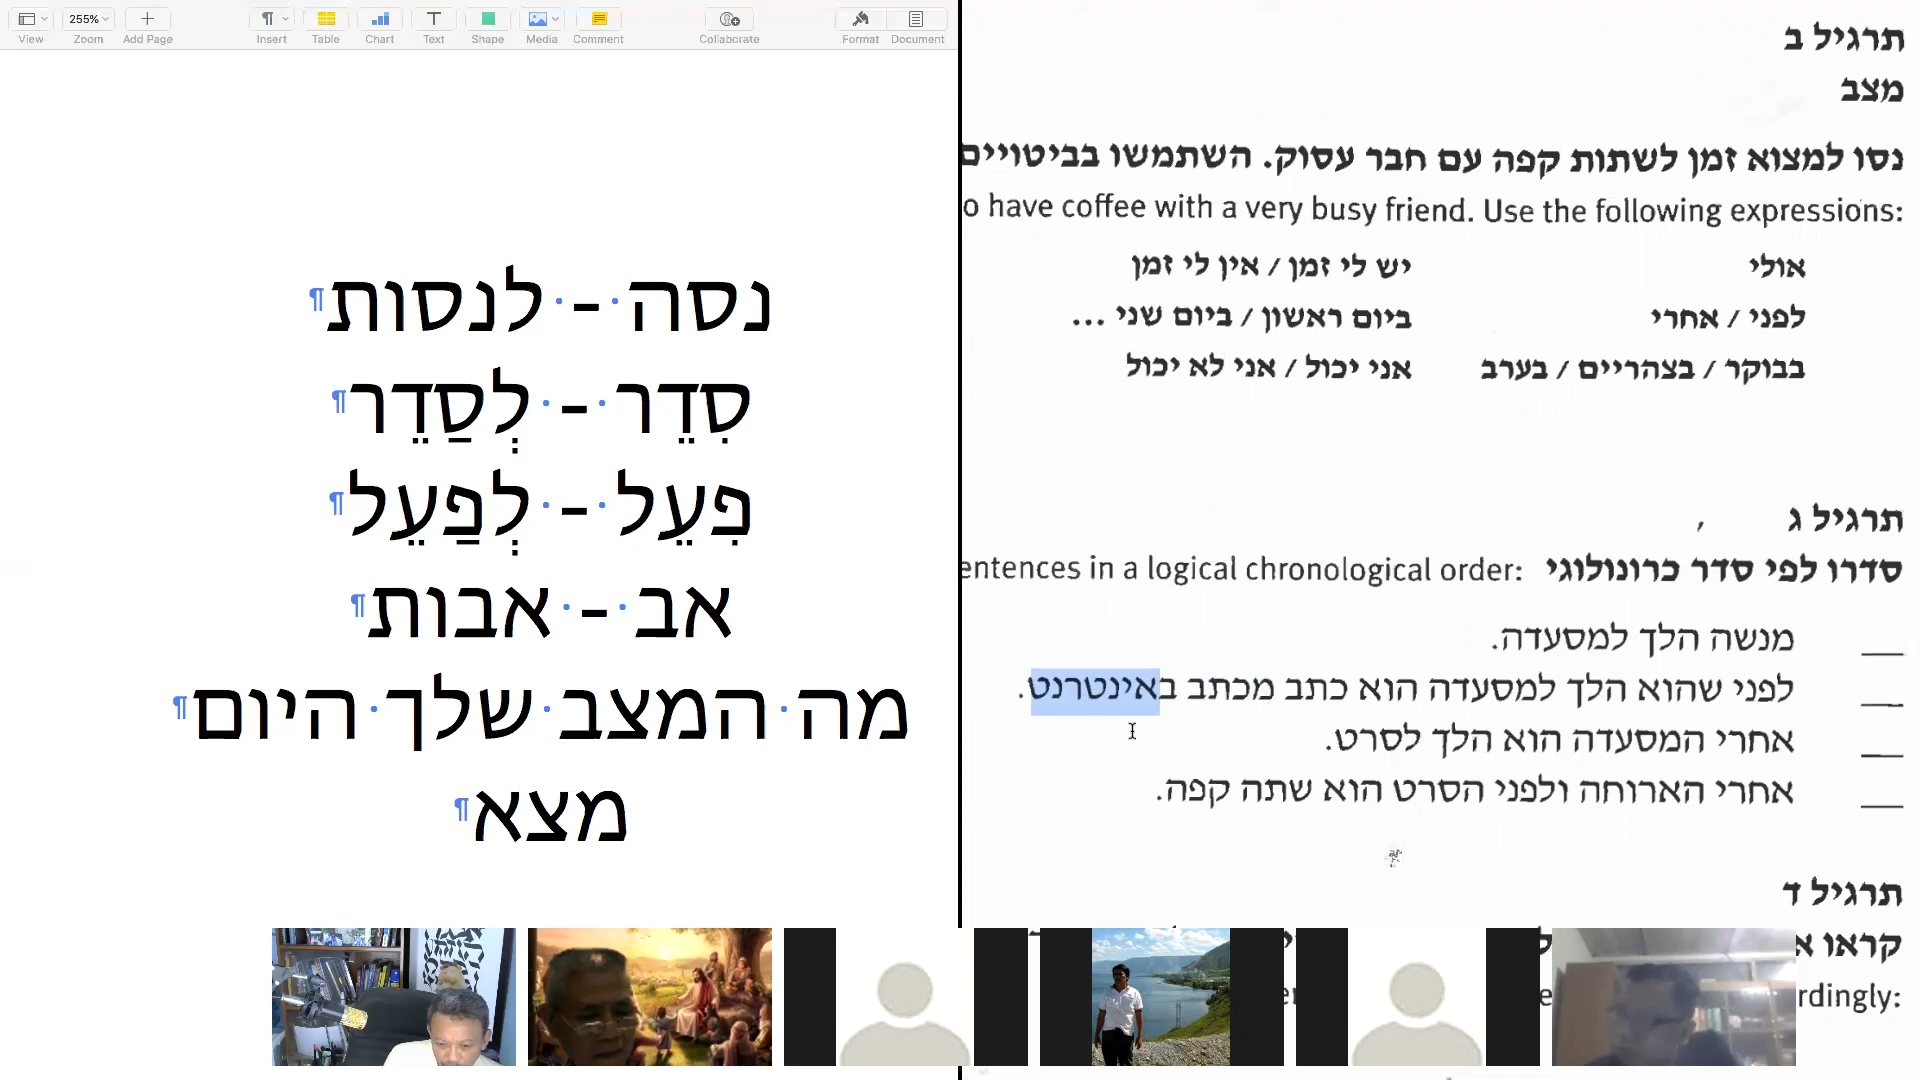 View
255%
Zoom
Add Page
Insert
Table
Chart
Text
Shape
Media
Comment
Collaborate
Format
Document
נסה - לנסות
סִדֵר - לְסַדֵר
פִעֵל - לְפַעֵל
אב - אבות
מה המצב שלך היום
מצא
תרגיל ב
מצב
נסו למצוא זמן לשתות קפה עם חבר עסוק. השתמשו בביטויים
o have coffee with a very busy friend. Use the following expressions:
אולי יש לי זמן / אין לי זמן
לפני / אחרי ביום ראשון / ביום שני ...
בבוקר / בצהריים / בערב אני יכול / אני לא יכול
תרגיל ג
סדרו לפי סדר כרונולוגי entences in a logical chronological order:
___ מנשה הלך למסעדה.
___ לפני שהוא הלך למסעדה הוא כתב מכתב באינטרנט.
___ אחרי המסעדה הוא הלך לסרט.
___ אחרי הארוחה ולפני הסרט הוא שתה קפה.
תרגיל ד
קראו א
rdingly: